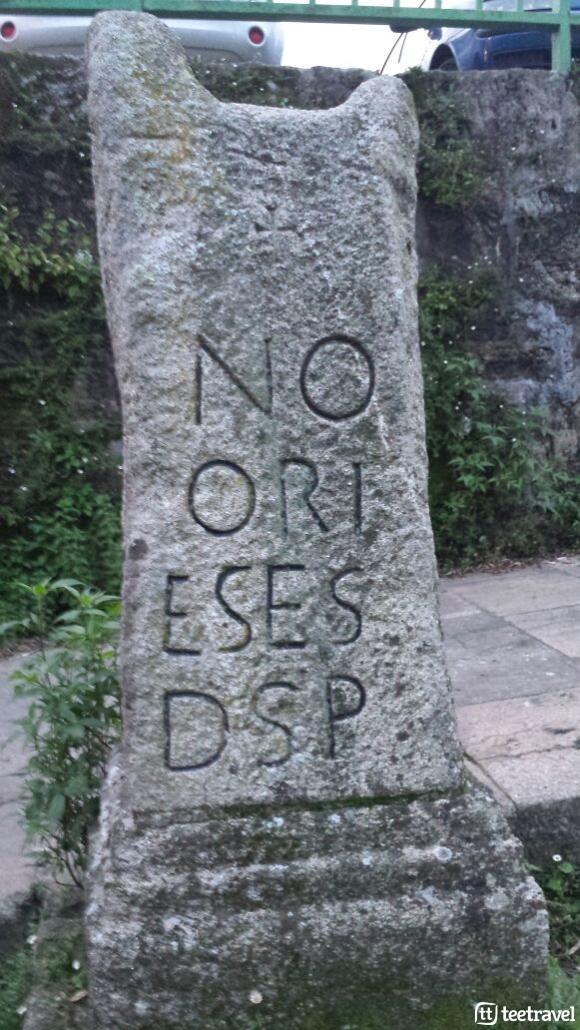 NO
ORI
ESES
DSP
tt teetravel